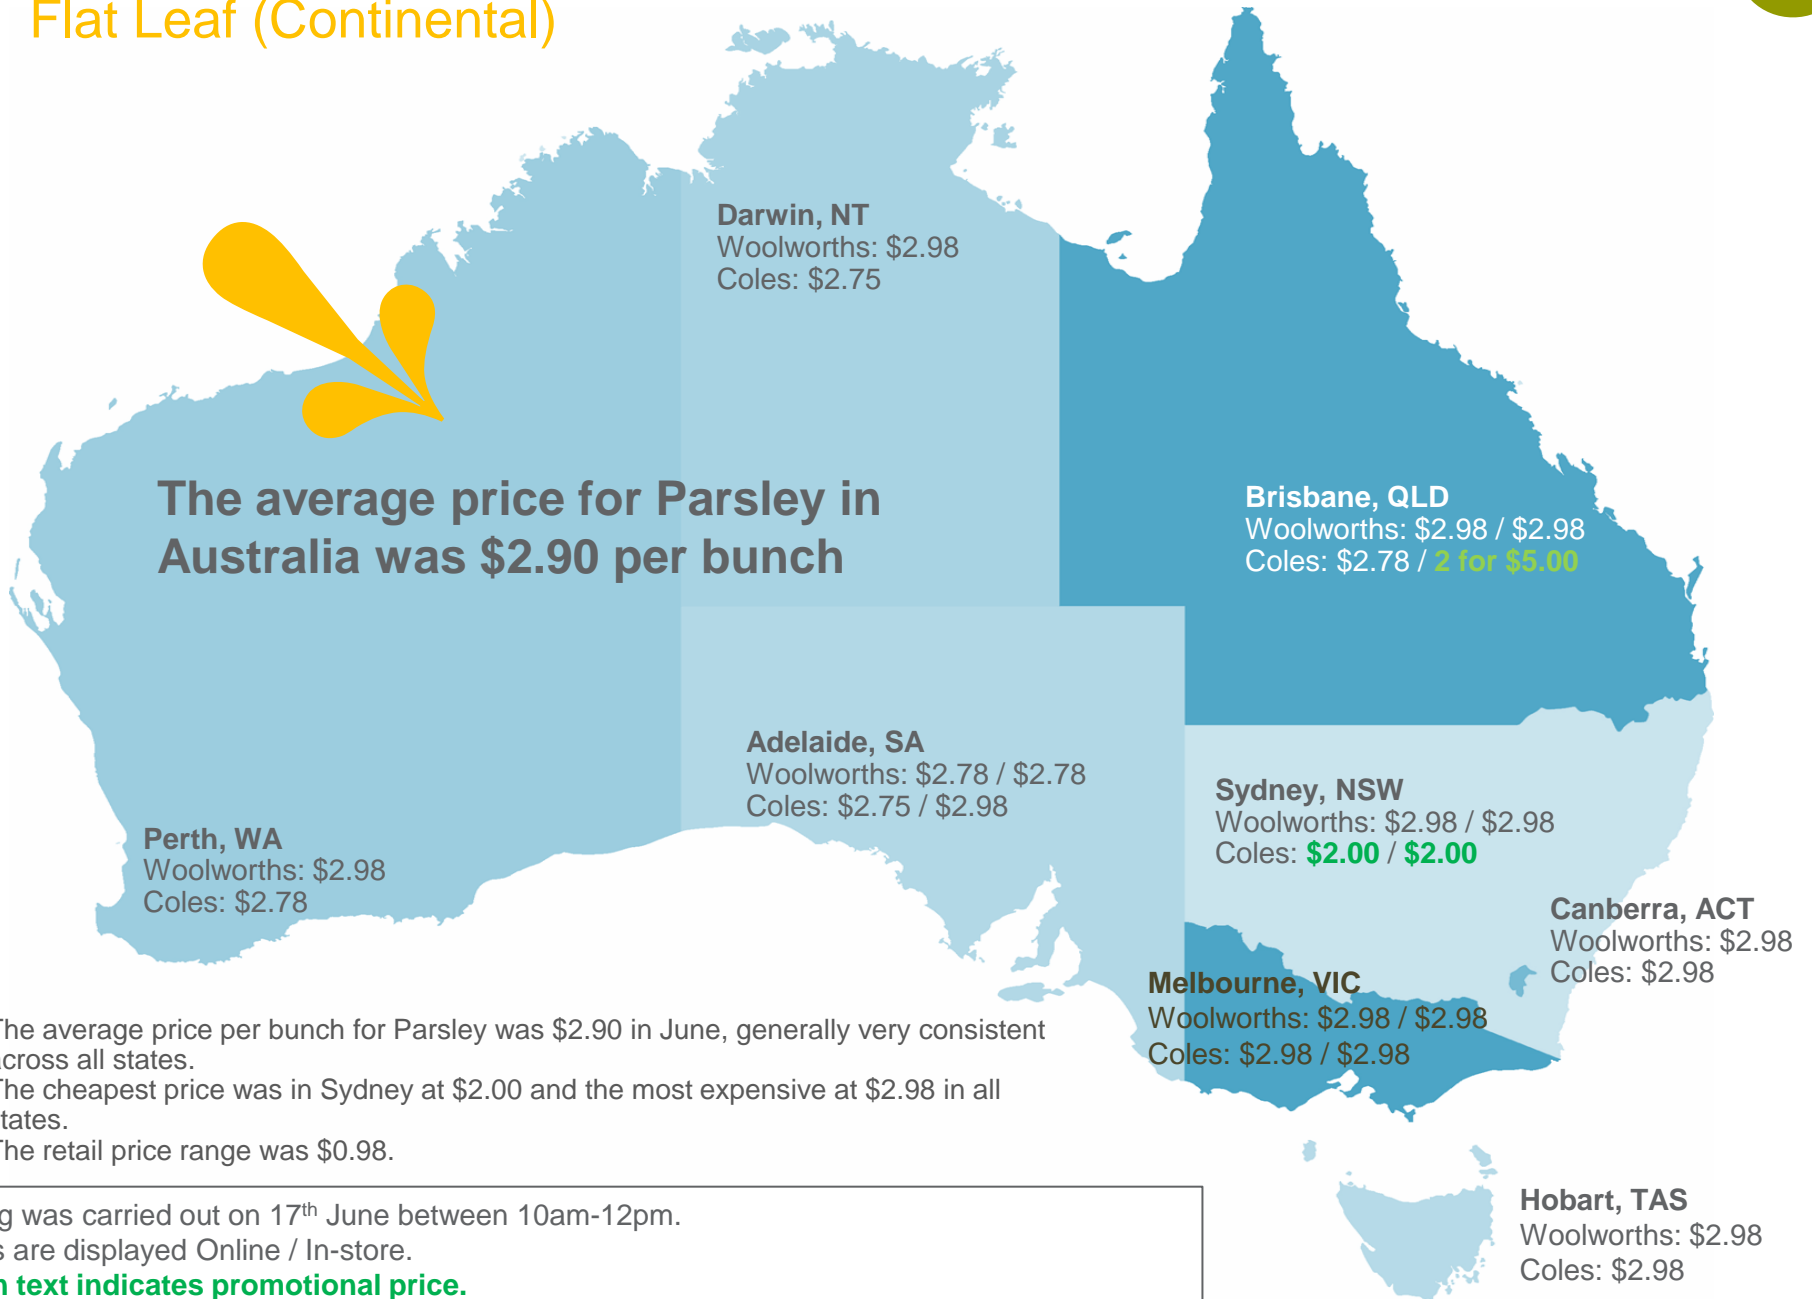 Flat Leaf (Continental)
Darwin, NT
Woolworths: $2.98
Coles: $2.75
The average price for Parsley in
Australia was $2.90 per bunch
Brisbane, QLD
Woolworths: $2.98 / $2.98
Coles: $2.78 / 2 for $5.00
Adelaide, SA
Woolworths: $2.78 / $2.78
Coles: $2.75 / $2.98
Sydney, NSW
Woolworths: $2.98 / $2.98
Coles: $2.00 / $2.00
Perth, WA
Woolworths: $2.98
Coles: $2.78
Canberra, ACT
Woolworths: $2.98
Coles: $2.98
Melbourne, VIC
Woolworths: $2.98 / $2.98
Coles: $2.98 / $2.98
The average price per bunch for Parsley was $2.90 in June, generally very consistent
across all states.
The cheapest price was in Sydney at $2.00 and the most expensive at $2.98 in all
states.
The retail price range was $0.98.
was carried out on 17th June between 10am-12pm.
are displayed Online / In-store.
text indicates promotional price.
Hobart, TAS
Woolworths: $2.98
Coles: $2.98